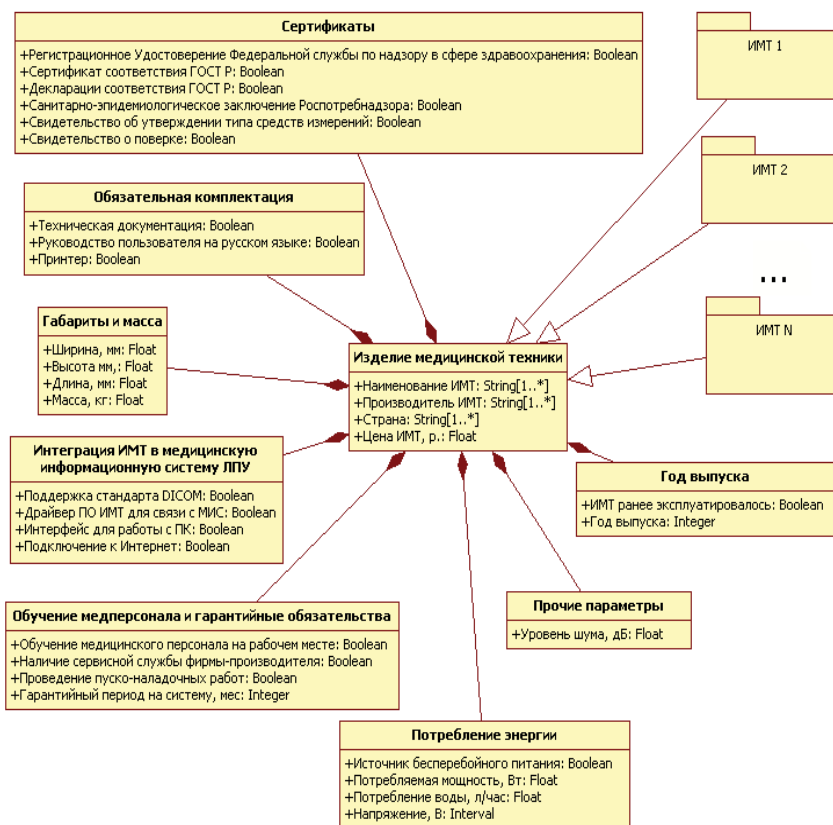 Сертификаты
+Регистрационное Удостоверение Федеральной службы по надзору в сфере здравоохранения: Boolean
+Сертификат соответствия ГОСТ Р: Boolean
+Декларации соответствия ГОСТ Р: Boolean
+Санитарно-эпидемиологическое заключение Роспотребнадзора: Boolean
+Свидетельство об утверждении типа средств измерений: Boolean
+Свидетельство о поверке: Boolean
ИМТ 1
ИМТ 2
...
ИМТ N
Обязательная комплектация
+Техническая документация: Boolean
+Руководство пользователя на русском языке: Boolean
+Принтер: Boolean
Габариты и масса
+Ширина, мм: Float
+Высота мм,: Float
+Длина, мм: Float
+Масса, кг: Float
Изделие медицинской техники
+Наименование ИМТ: String[1..*]
+Производитель ИМТ: String[1..*]
+Страна: String[1..*]
+Цена ИМТ, р.: Float
Интеграция ИМТ в медицинскую
информационную систему ЛПУ
+Поддержка стандарта DICOM: Boolean
+Драйвер ПО ИМТ для связи с МИС: Boolean
+Интерфейс для работы с ПК: Boolean
+Подключение к Интернет: Boolean
Год выпуска
+ИМТ ранее эксплуатировалось: Boolean
+Год выпуска: Integer
Обучение медперсонала и гарантийные обязательства
+Обучение медицинского персонала на рабочем месте: Boolean
+Наличие сервисной службы фирмы-производителя: Boolean
+Проведение пуско-наладочных работ: Boolean
+Гарантийный период на систему, мес: Integer
Прочие параметры
+Уровень шума, дБ: Float
Потребление энергии
+Источник бесперебойного питания: Boolean
+Потребляемая мощность, Вт: Float
+Потребление воды, л/час: Float
+Напряжение, В: Interval